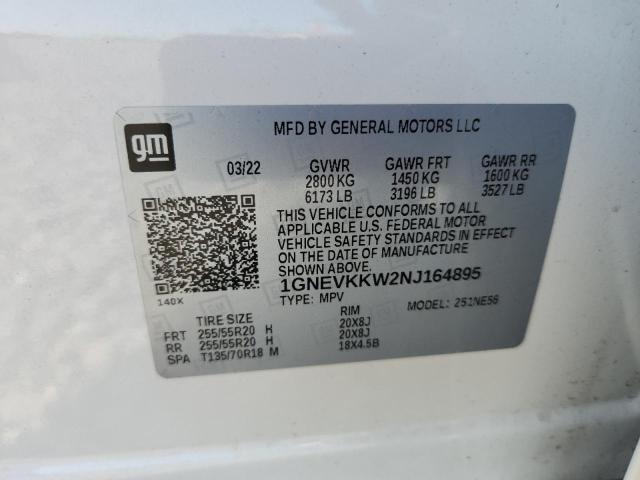 gm
MFD BY GENERAL MOTORS LLC
03/22 GVWR GAWR FRT GAWR RR
2800 KG 1450 KG 1600 KG
6173 LB 3196 LB 3527 LB
THIS VEHICLE CONFORMS TO ALL
APPLICABLE U.S. FEDERAL MOTOR
VEHICLE SAFETY STANDARDS IN
EFFECT ON THE DATE OF MANUFACTURE
SHOWN ABOVE.
1GNEVKKW2NJ164895
140X
TYPE: MPV MODEL:
TIRE SIZE RIM
FRT 255/55R20 H 20X8J
RR 255/55R20 H 20X8J
SPA T135/70R18 M 18X4.5B